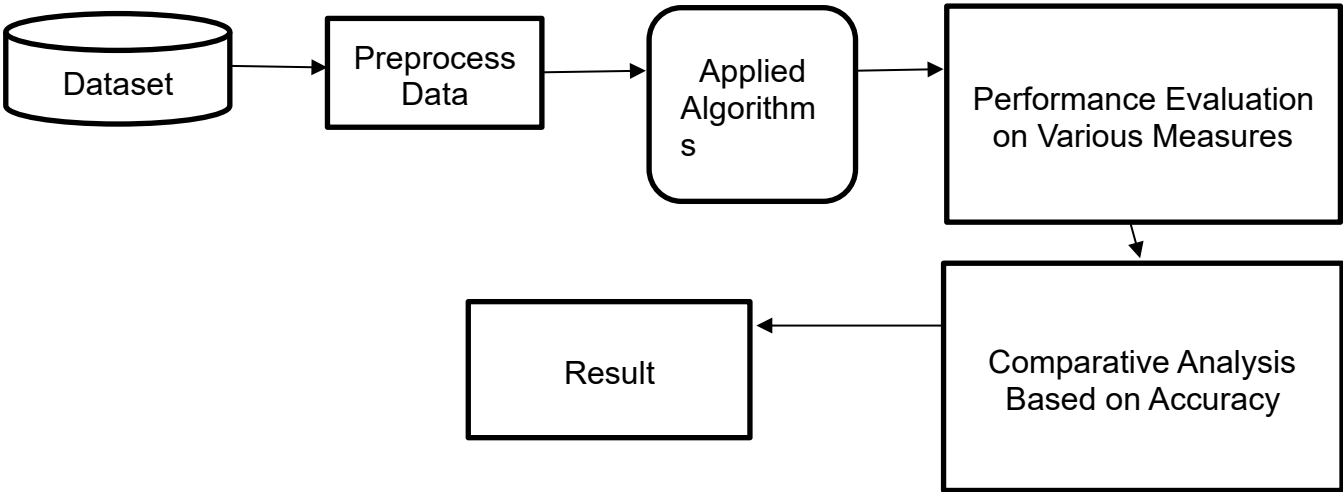 Dataset
Preprocess
Data
Applied
Algorithm
s
Performance Evaluation
on Various Measures
Comparative Analysis
Based on Accuracy
Result